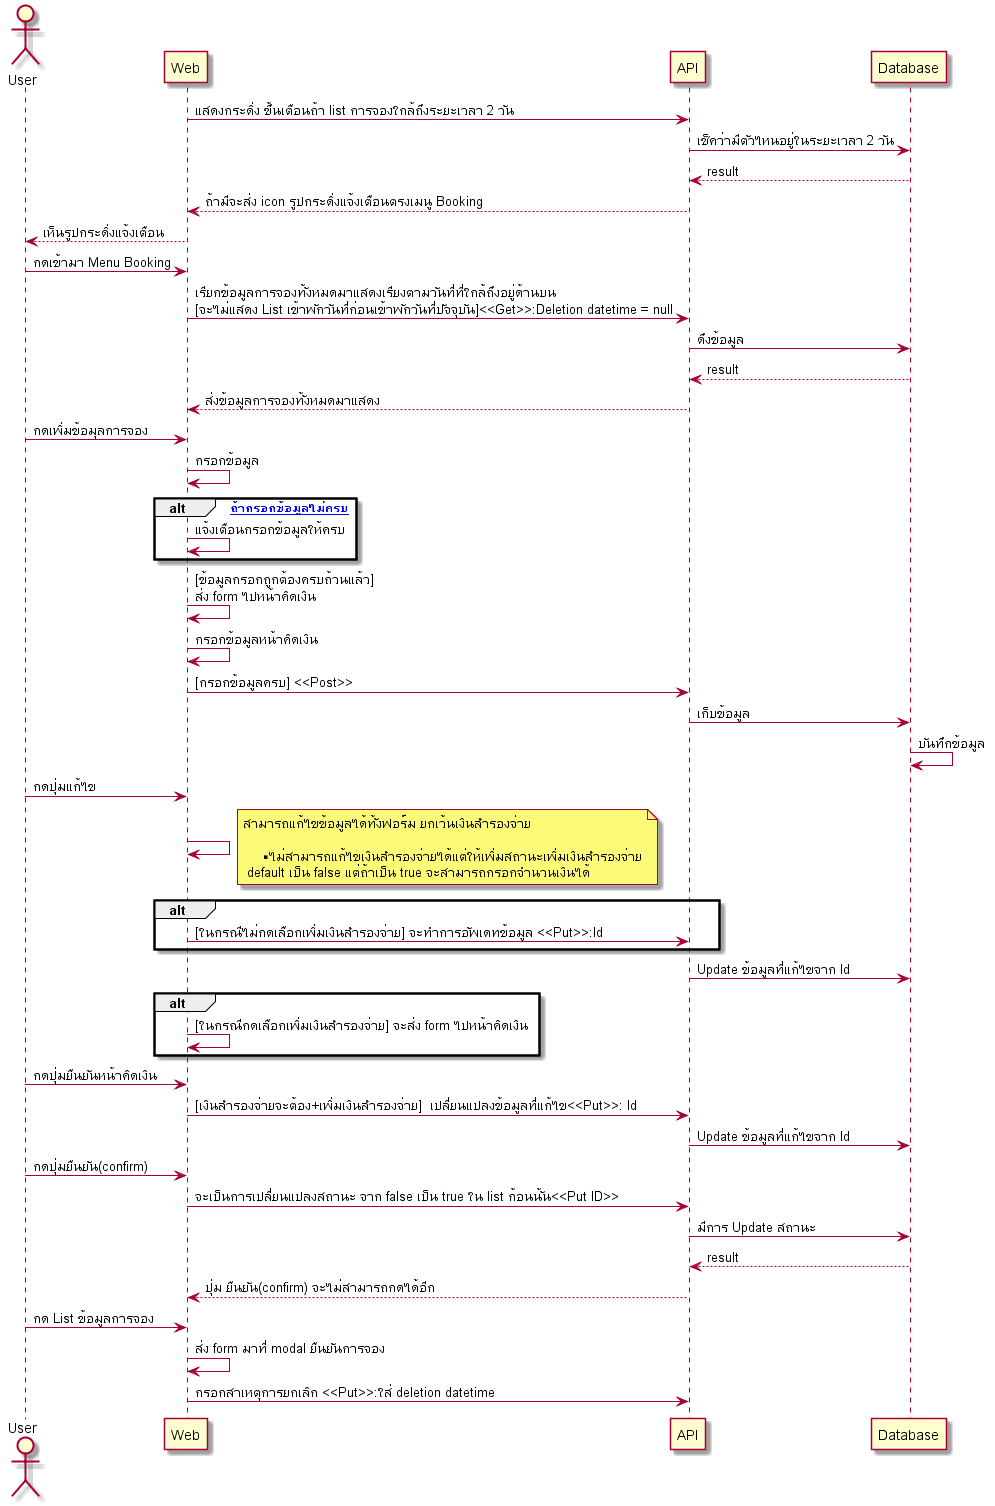 User
Web
API
Database
แสดงกระดิ่ง ขึ้นเตือนถ้า list การจองใกล้ถึงระยะเวลา 2 วัน
เช็คว่ามีตัวไหนอยู่ในระยะเวลา 2 วัน
result
ถ้ามีจะส่ง icon รูปกระดิ่งแจ้งเตือนตรงเมนู Booking
เห็นรูปกระดิ่งแจ้งเตือน
กดเข้ามา Menu Booking
เรียกข้อมูลการจองทั้งหมดมาแสดงเรียงตามวันที่ที่ใกล้ถึงอยู่ด้านบน
[จะไม่แสดง List เข้าพักวันที่ก่อนเข้าพักวันที่ปัจจุบัน]<<Get>>:Deletion datetime = null
ดึงข้อมูล
result
ส่งข้อมูลการจองทั้งหมดมาแสดง
กดเพิ่มข้อมุลการจอง
กรอกข้อมูล
alt ถ้ากรอกข้อมูลไม่ครบ
แจ้งเตือนกรอกข้อมูลให้ครบ
[ข้อมูลกรอกถูกต้องครบถ้วนแล้ว]
ส่ง form ไปหน้าคิดเงิน
กรอกข้อมูลหน้าคิดเงิน
[กรอกข้อมูลครบ] <<Post>>
เก็บข้อมูล
บันทึกข้อมูล
กดปุ่มแก้ไข
สามารถแก้ไขข้อมูลได้ทั้งฟอร์ม ยกเว้นเงินสำรองจ่าย
▪ไม่สามารถแก้ไขเงินสำรองจ่ายได้แต่ให้เพิ่มสถานะเพิ่มเงินสำรองจ่าย
default เป็น false แต่ถ้าเป็น true จะสามารถกรอกจำนวนเงินได้
alt
[ในกรณีไม่กดเลือกเพิ่มเงินสำรองจ่าย] จะทำการอัพเดทข้อมูล <<Put>>:Id
Update ข้อมูลที่แก้ไขจาก Id
alt
[ในกรณีกดเลือกเพิ่มเงินสำรองจ่าย] จะส่ง form ไปหน้าคิดเงิน
กดปุ่มยืนยันหน้าคิดเงิน
[เงินสำรองจ่ายจะต้อง+เพิ่มเงินสำรองจ่าย] เปลี่ยนแปลงข้อมูลที่แก้ไข<<Put>>: Id
Update ข้อมูลที่แก้ไขจาก Id
กดปุ่มยืนยัน(confirm)
จะเป็นการเปลี่ยนแปลงสถานะ จาก false เป็น true ใน list ก้อนนั้น<<Put ID>>
มีการ Update สถานะ
result
ปุ่ม ยืนยัน(confirm) จะไม่สามารถกดได้อีก
กด List ข้อมูลการจอง
ส่ง form มาที่ modal ยืนยันการจอง
กรอกสาเหตุการยกเลิก <<Put>>:ใส่ deletion datetime
User
Web
API
Database